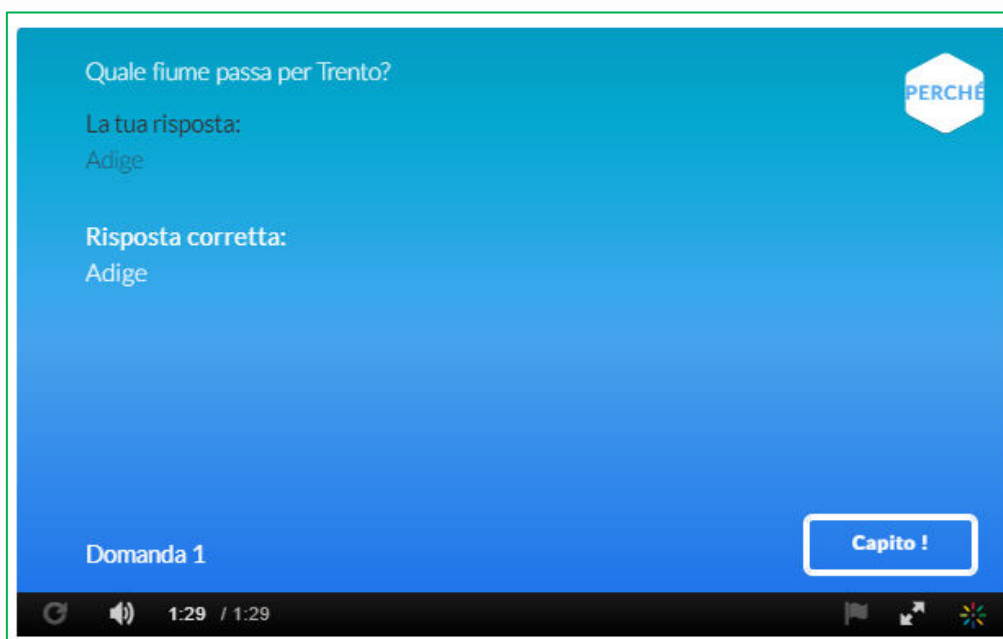 Quale fiume passa per Trento?
PERCHÉ
La tua risposta:
Adige
Risposta corretta:
Adige
Domanda 1
Capito !
1:29 / 1:29